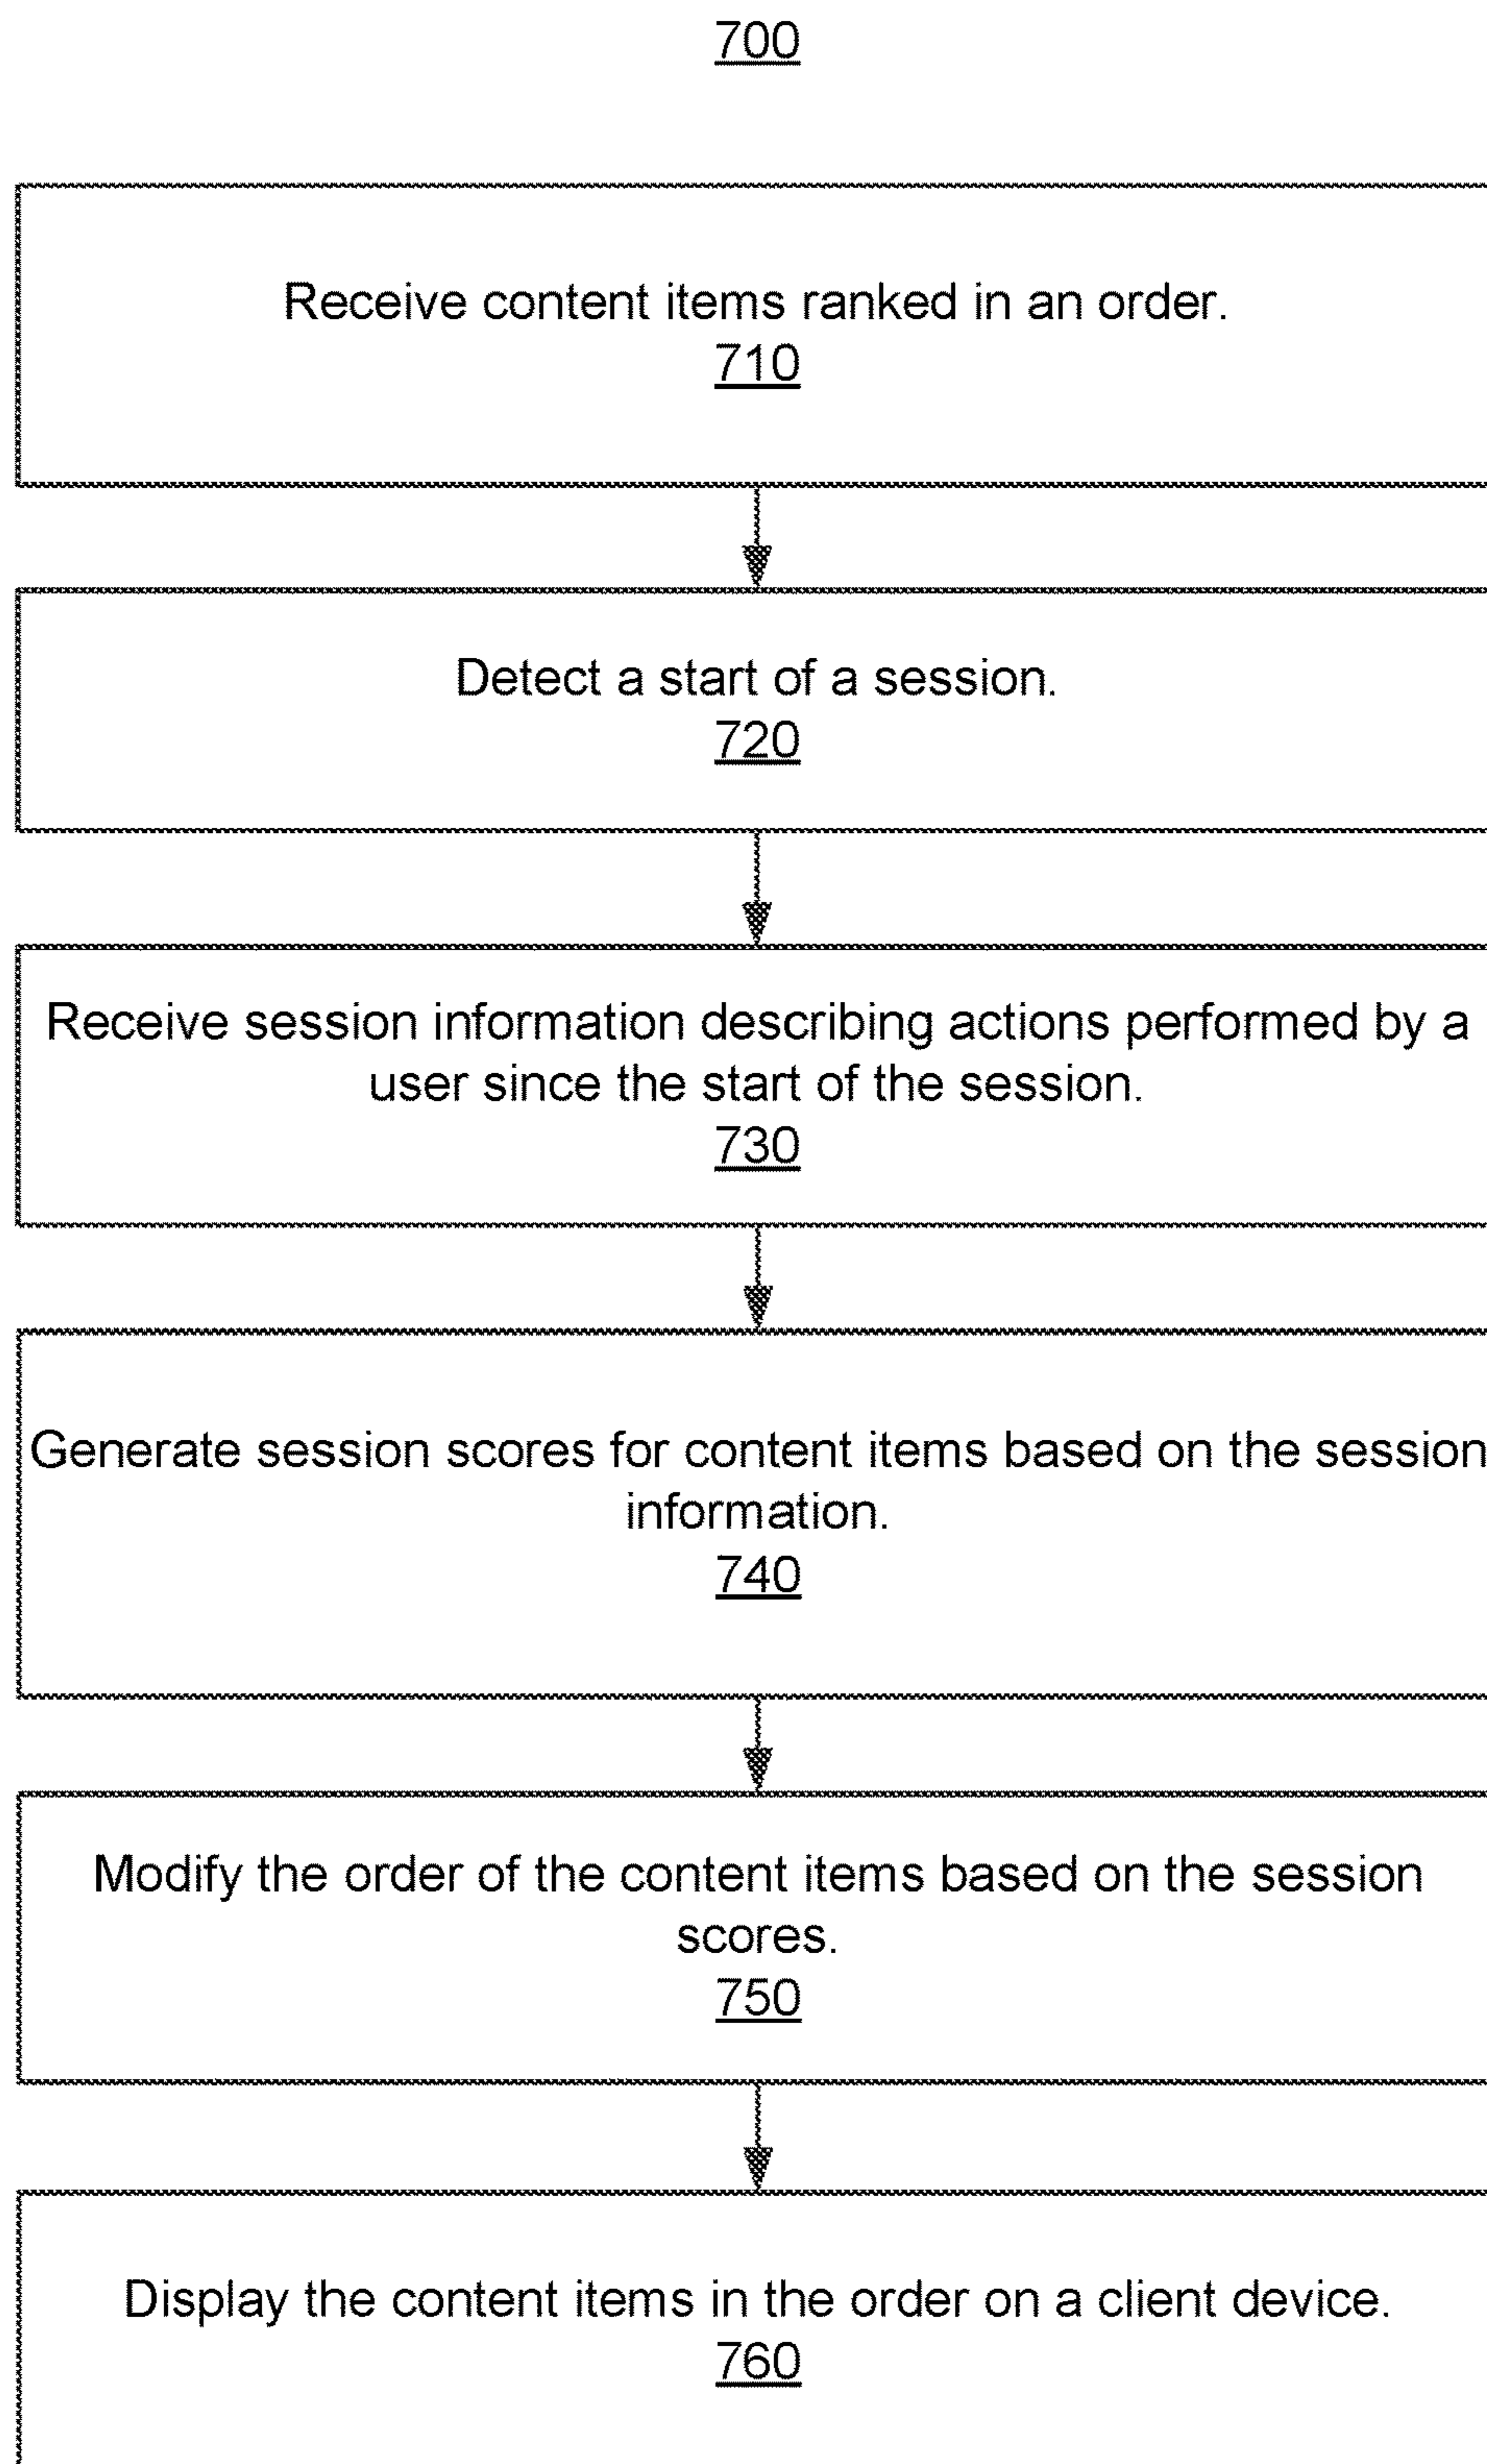 700
Receive content items ranked in an order.
710
Detect a start of a session.
720
Receive session information describing actions performed by a
user since the start of the session.
730
Generate session scores for content items based on the session
information.
740
Modify the order of the content items based on the session
scores.
750
Display the content items in the order on a client device.
760